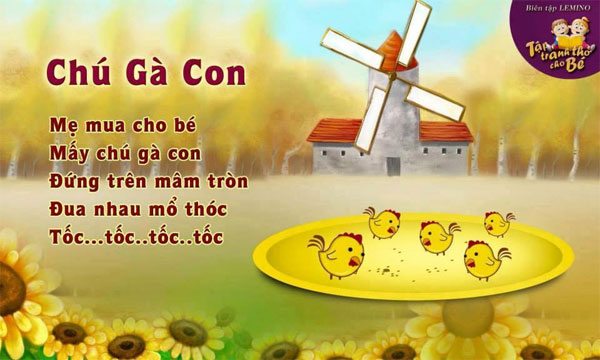 Biên tập LEMINO
Tập
tranh thơ
cho Bé
Chú Gà Con
Mẹ mua cho bé
Mấy chú gà con
Đứng trên mâm tròn
Đua nhau mổ thóc
Tốc...tốc..tốc..tốc